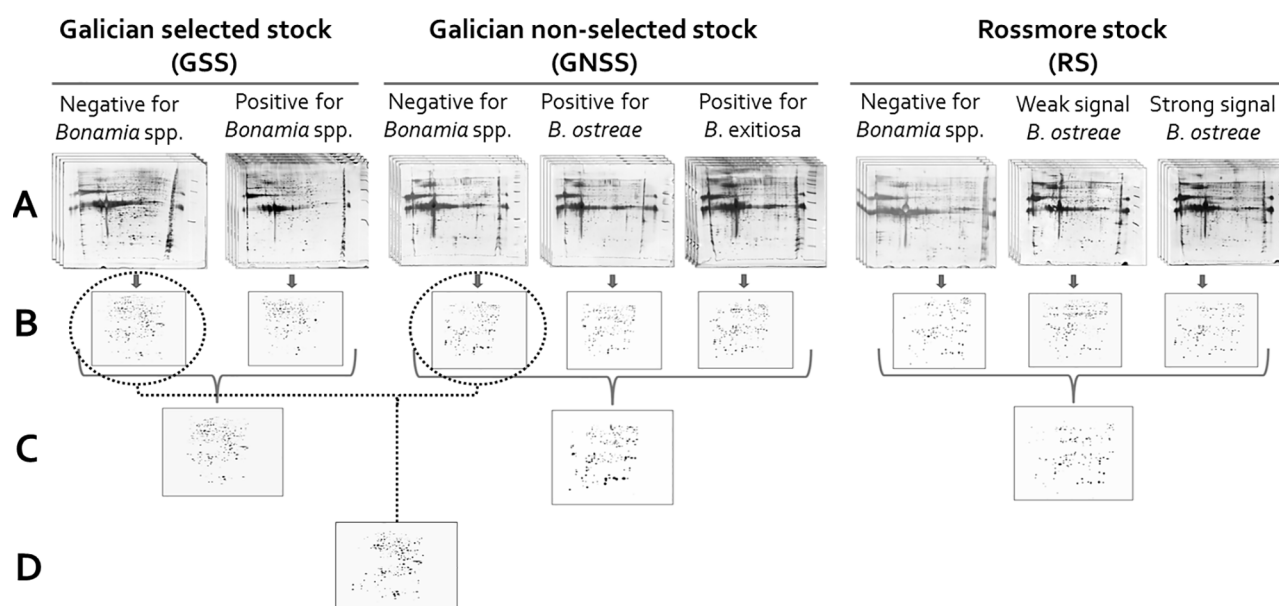 Galician selected stock
(GSS)
Galician non-selected stock
(GNSS)
Rossmore stock
(RS)
Negative for
Bonamia spp.
Positive for
Bonamia spp.
Negative for
Bonamia spp.
Positive for
B. ostreae
Positive for
B. exitiosa
Negative for
Bonamia spp.
Weak signal
B. ostreae
Strong signal
B. ostreae
A
B
C
D